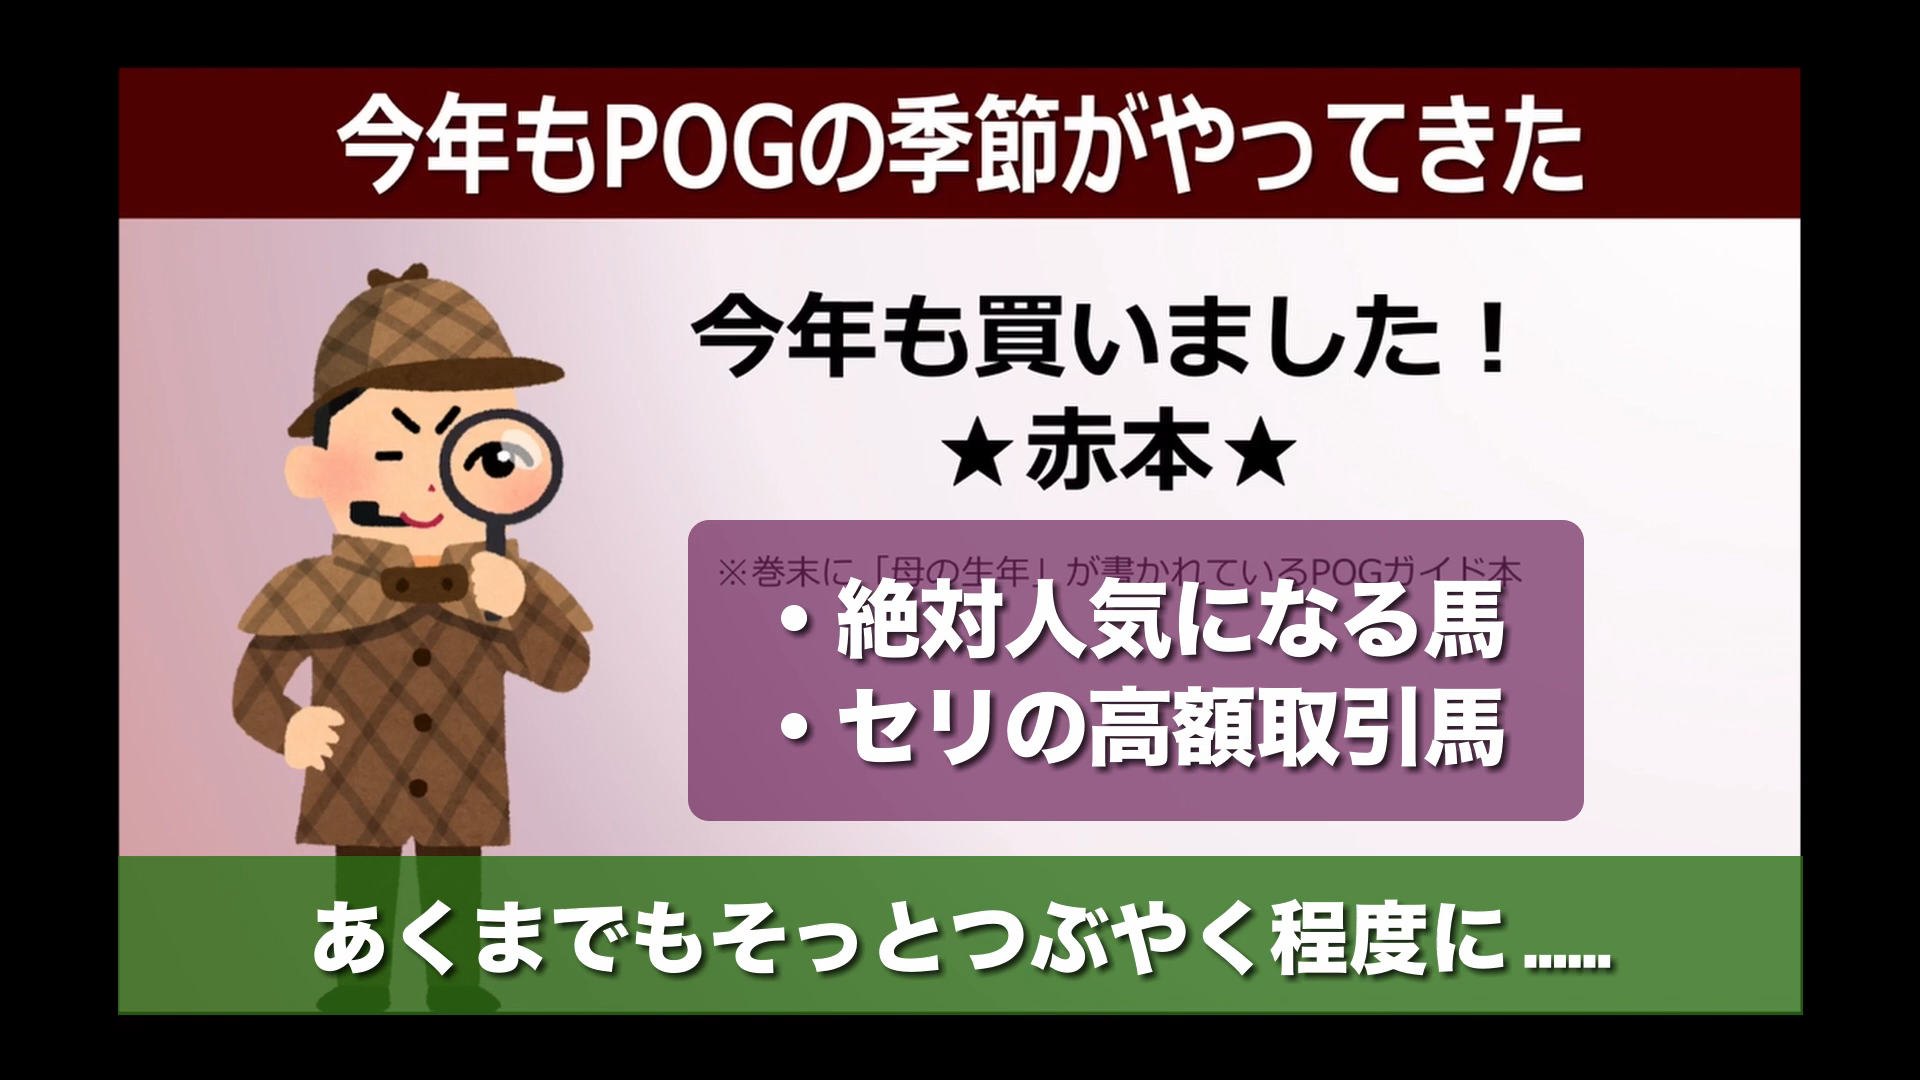 今年もPOGの季節がやってきた
今年も買いました！
★赤本★
※巻末に「母の生年」が書かれているPOGガイド本
・絶対人気になる馬
・セリの高額取引馬
あくまでもそっとつぶやく程度に……